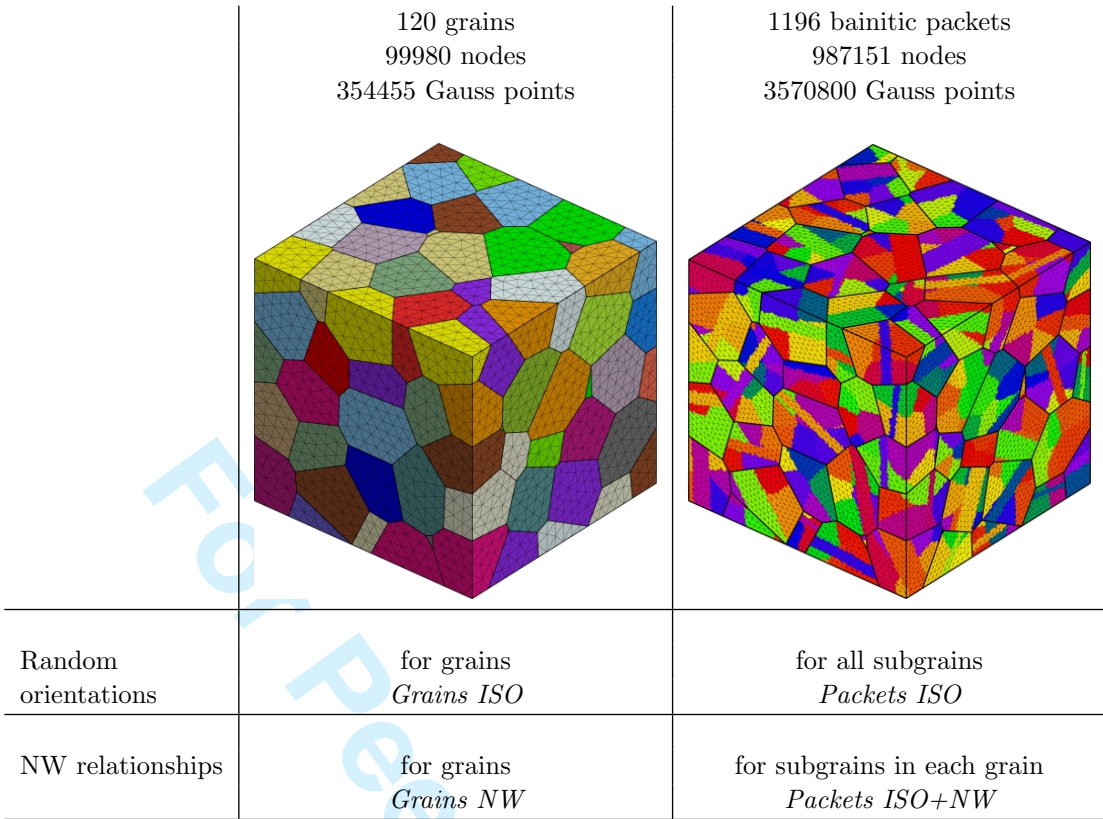 120 grains
99980 nodes
354455 Gauss points
1196 bainitic packets
987151 nodes
3570800 Gauss points
Random
orientations
for grains
Grains ISO
for all subgrains
Packets ISO
NW relationships
for grains
Grains NW
for subgrains in each grain
Packets ISO+NW
For Pee